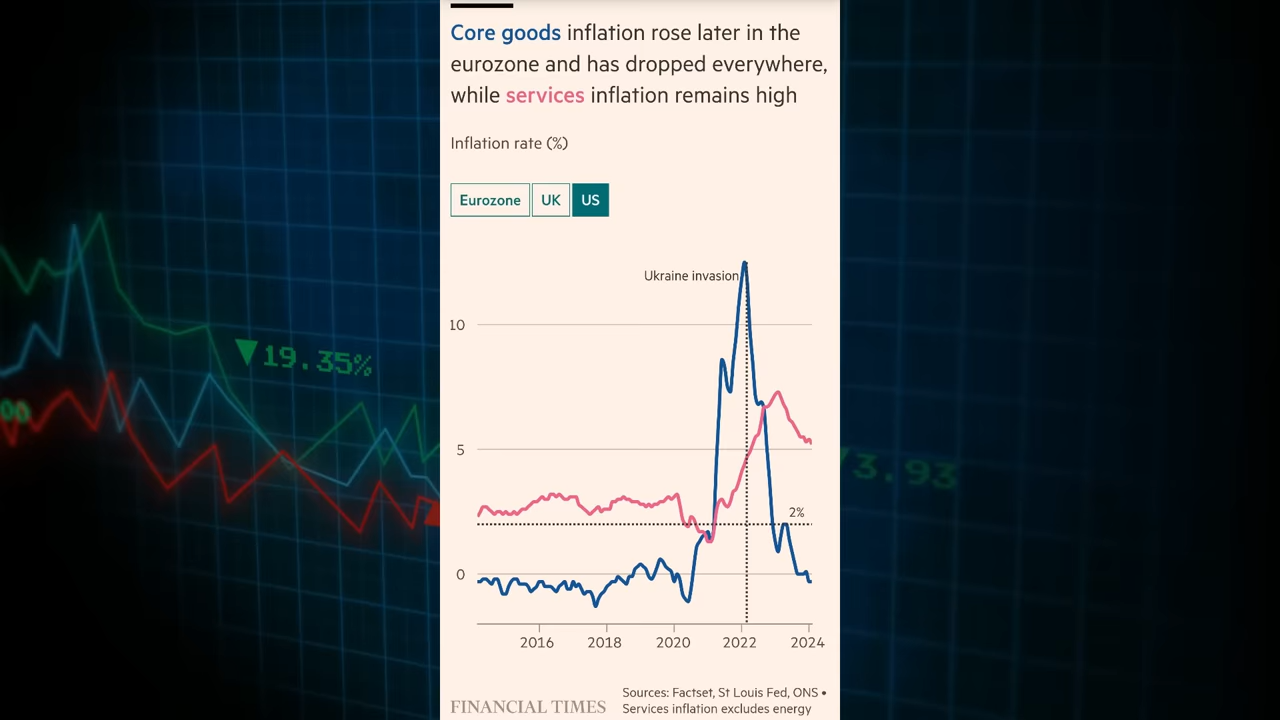 Core goods inflation rose later in the
eurozone and has dropped everywhere,
while services inflation remains high
Inflation rate (%)
Eurozone UK US
Ukraine invasion
10
5
2%
0
2016 2018 2020 2022 2024
FINANCIAL TIMES
Sources: Factset, St Louis Fed, ONS •
Services inflation excludes energy
▼19.35%
3.93